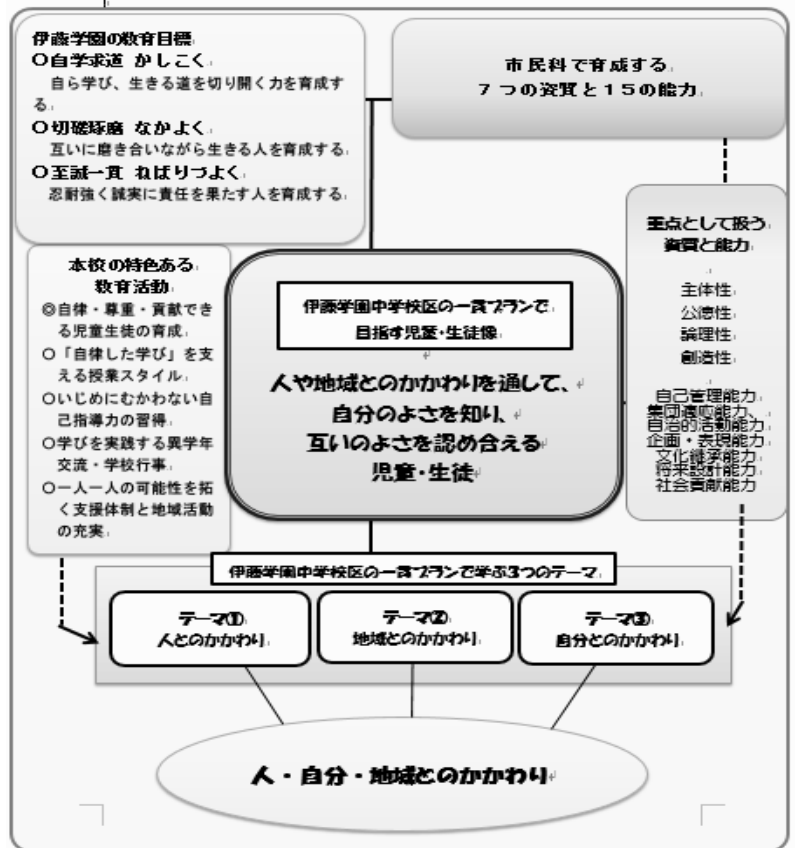 伊藤学園の教育目標
〇自学求道 かしこく
自ら学び、生きる道を切り開く力を育成す
る。
〇切磋琢磨 なかよく
互いに磨き合いながら生きる人を育成する。
〇至誠一貫 ねばりづよく
忍耐強く誠実に責任を果たす人を育成する。
市民科で育成する
7つの資質と15の能力
本校の特色ある
教育活動
◎自律・尊重・貢献でき
る児童生徒の育成
〇「自律した学び」を支
える授業スタイル
〇いじめにむかわない自
己指導力の習得
〇学びを実践する異学年
交流・学校行事
〇一人一人の可能性を拓
く支援体制と地域活動
の充実
伊藤学園中学校区の一貫プランで
目指す児童・生徒像
人や地域とのかかわりを通して、
自分のよさを知り、
互いのよさを認め合える
児童・生徒
重点として扱う
資質と能力
主体性
公徳性
論理性
創造性
自己管理能力
集団適応能力、
自治的活動能力
企画・表現能力
文化継承能力
将来設計能力
社会貢献能力
伊藤学園中学校区の一貫プランで学ぶ3つのテーマ
テーマ①
人とのかかわり
テーマ②
地域とのかかわり
テーマ③
自分とのかかわり
人・自分・地域とのかかわり